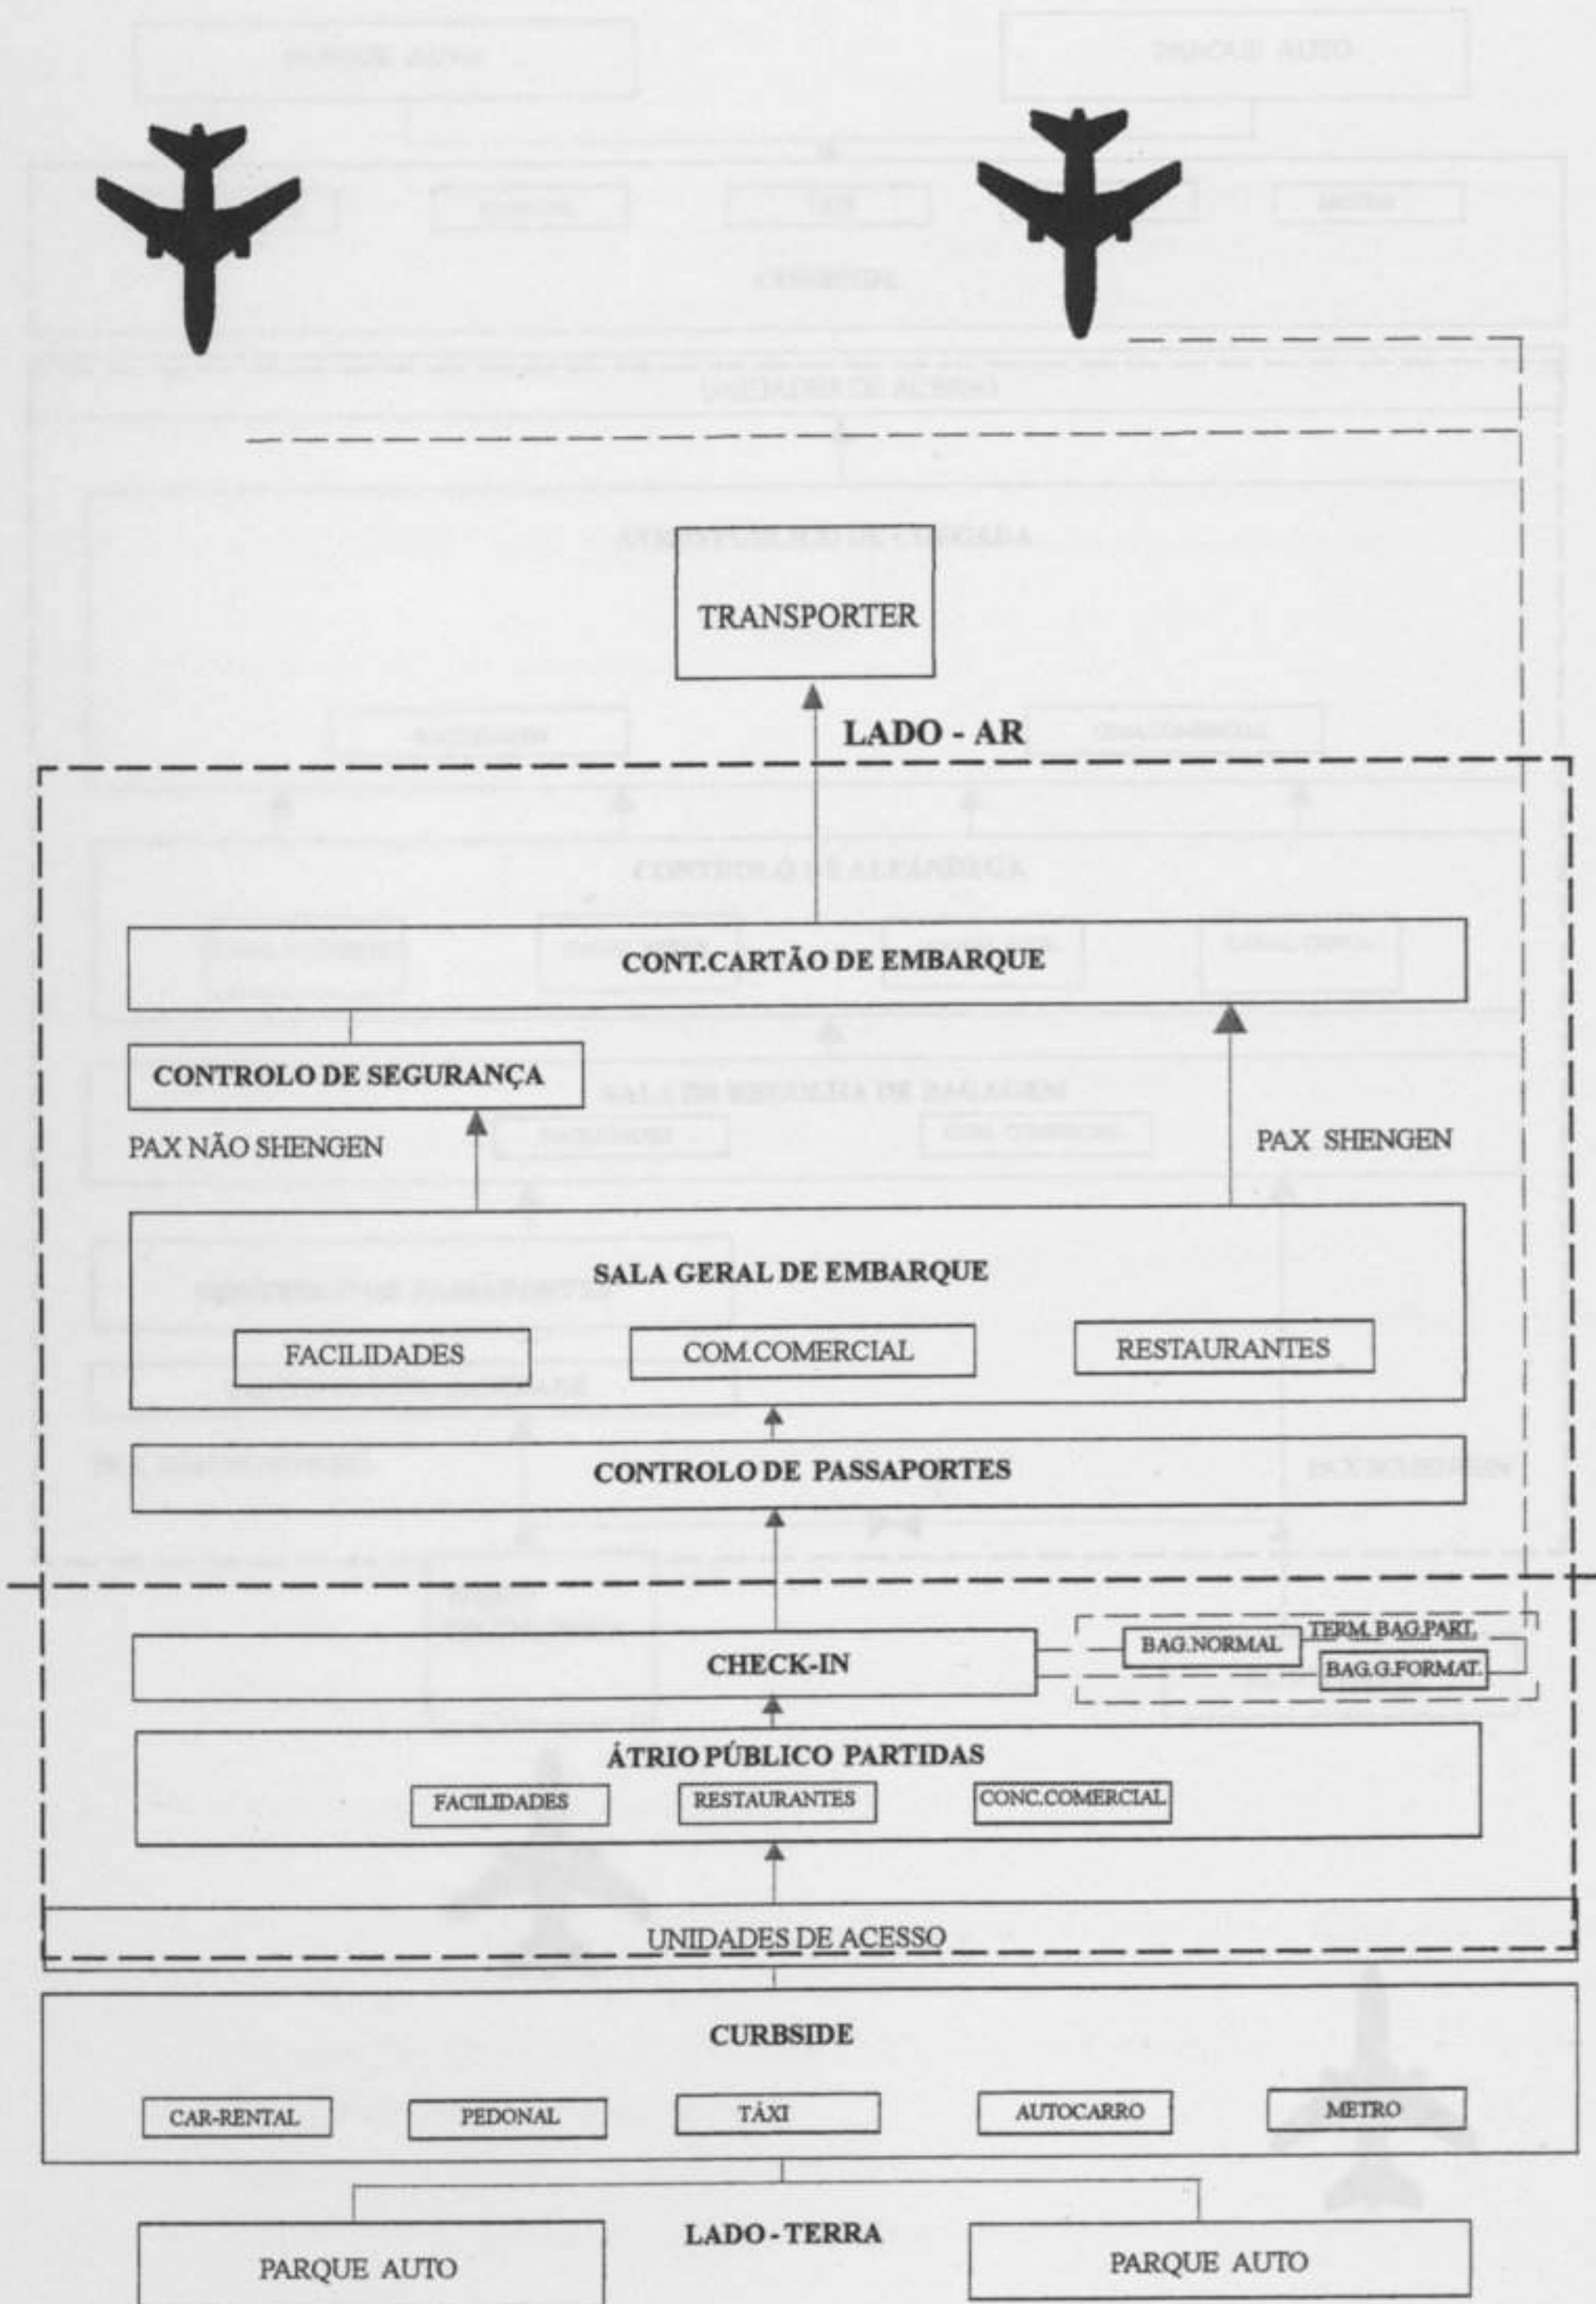 TRANSPORTER
LADO - AR
CONT.CARTÃO DE EMBARQUE
CONTROLO DE SEGURANÇA
PAX NÃO SHENGEN
PAX SHENGEN
SALA GERAL DE EMBARQUE
FACILIDADES
COM.COMERCIAL
RESTAURANTES
CONTROLO DE PASSAPORTES
CHECK-IN
BAG.NORMAL
TERM. BAG.PART.
BAG.G.FORMAT.
ÁTRIO PÚBLICO PARTIDAS
FACILIDADES
RESTAURANTES
CONC.COMERCIAL
UNIDADES DE ACESSO
CURBSIDE
CAR-RENTAL
PEDONAL
TÁXI
AUTOCARRO
METRO
LADO - TERRA
PARQUE AUTO
PARQUE AUTO